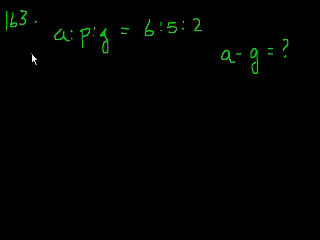 163. a:p:g = 6:5:2
a - g = ?